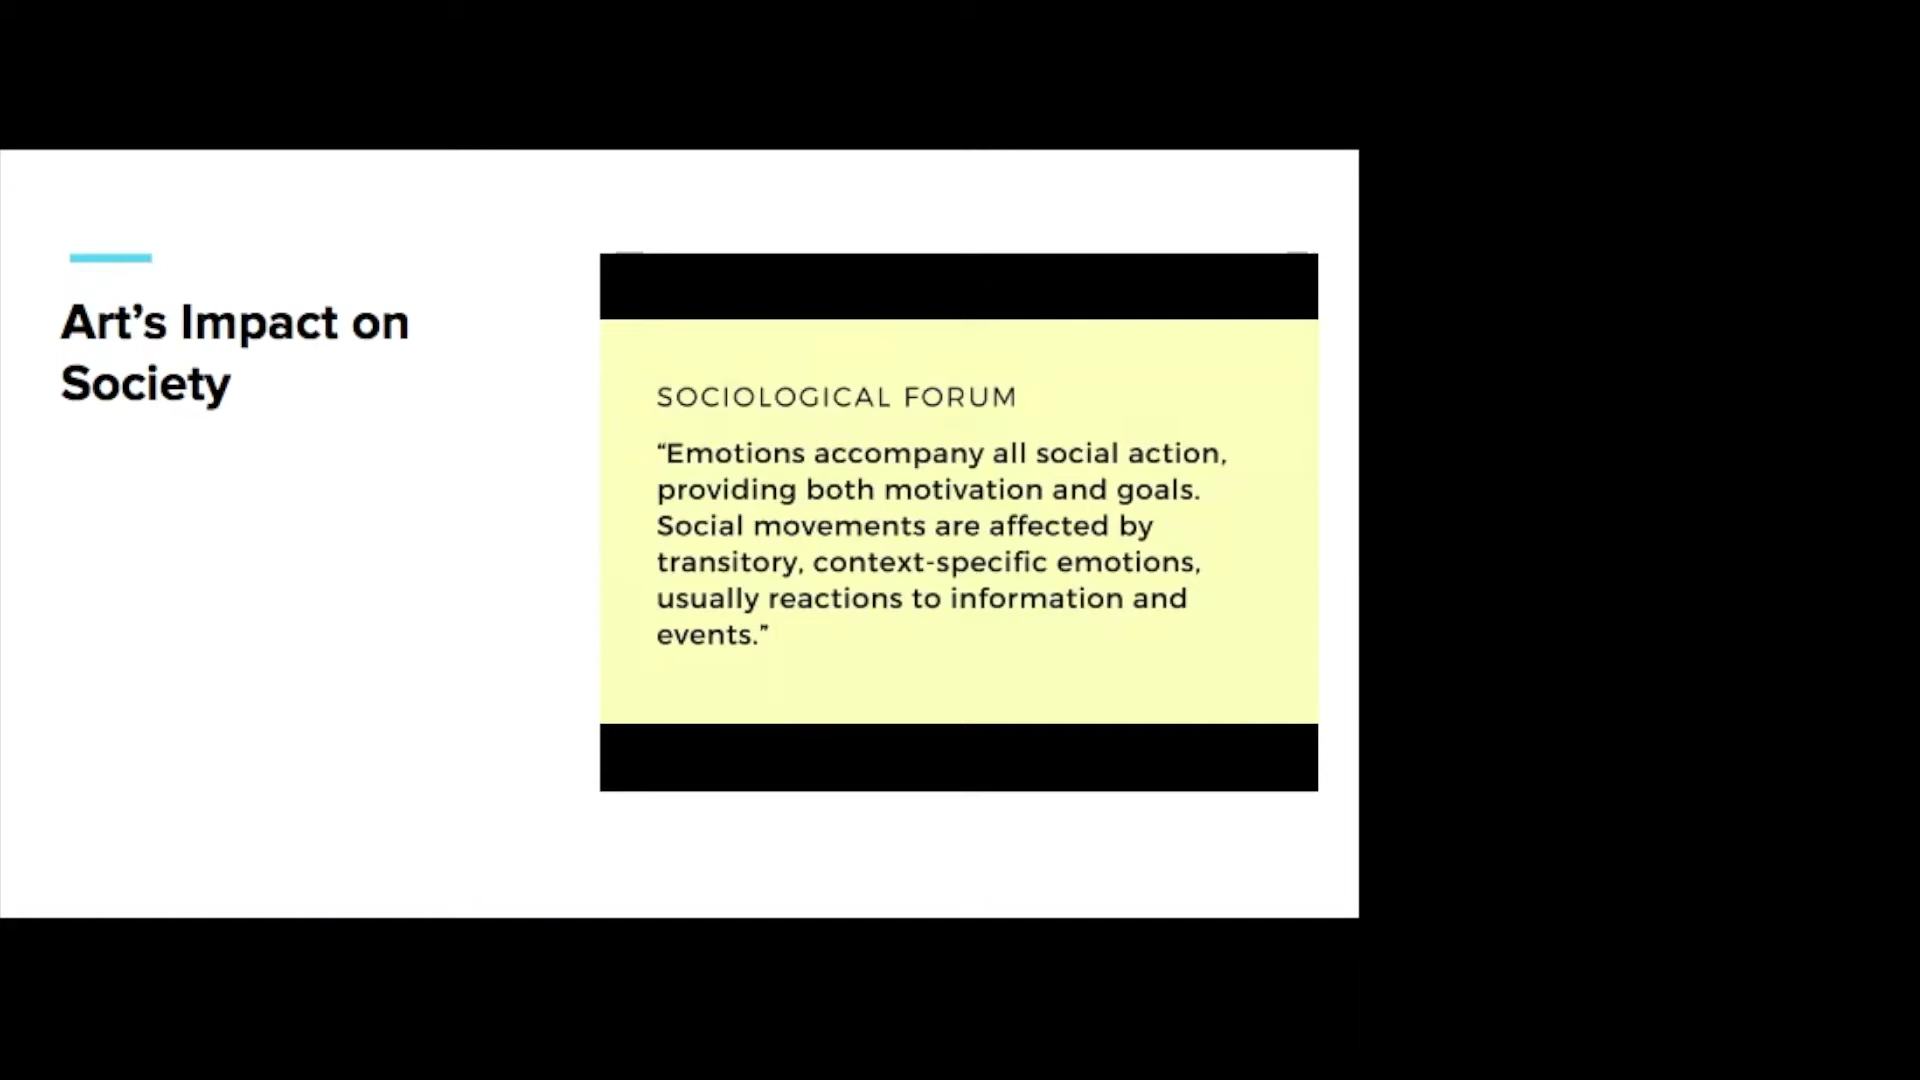 Art’s Impact on
Society
SOCIOLOGICAL FORUM
“Emotions accompany all social action,
providing both motivation and goals.
Social movements are affected by
transitory, context-specific emotions,
usually reactions to information and
events.”